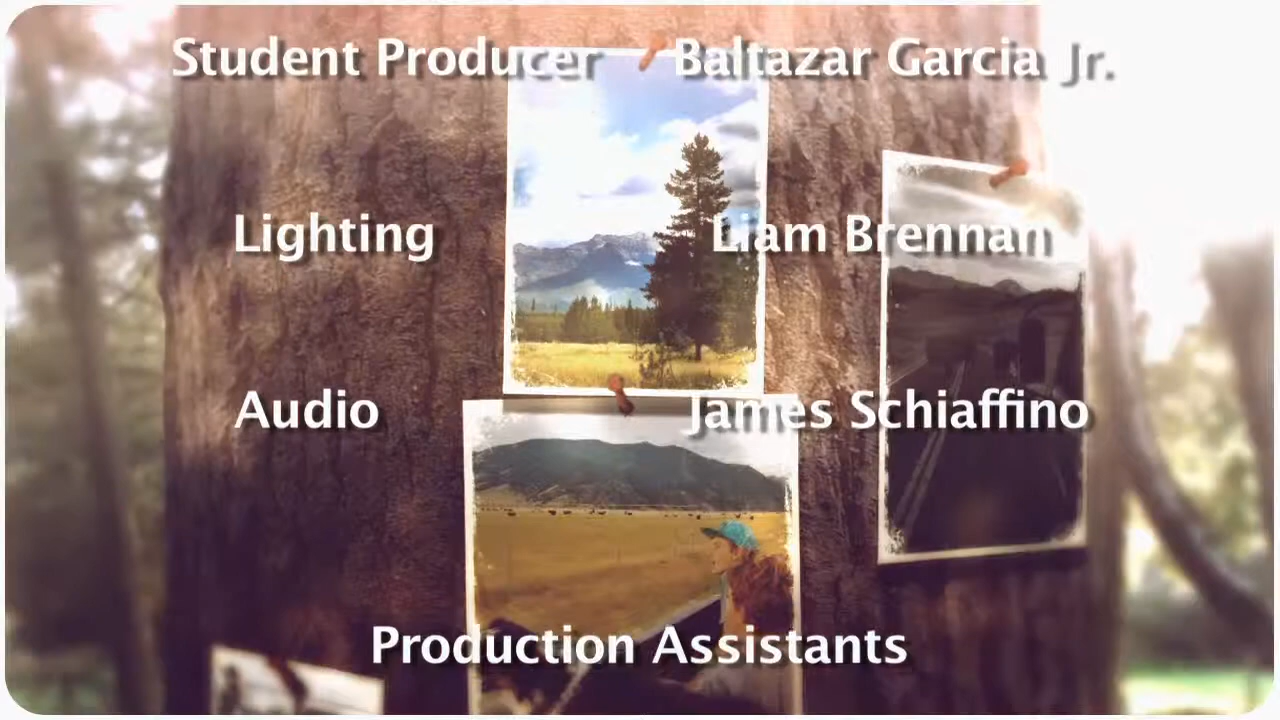 Student Producer Baltazar Garcia Jr.
Lighting Liam Brennan
Audio James Schiaffino
Production Assistants